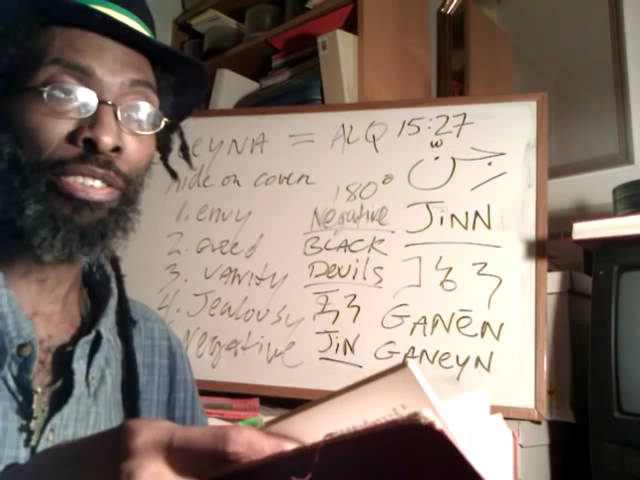 eYNA = ALQ 15:27
hide or cover 180°
1. envy Negative JiNN
2. Greed BLACK
3. vanity Devils
4. Jealousy GANĒN
Negative JiN GANEYN